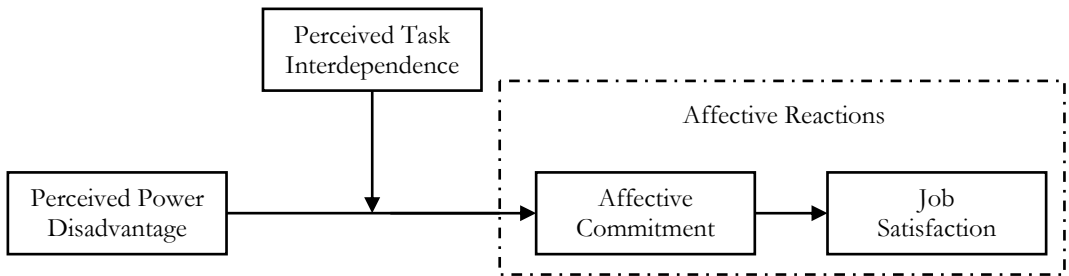 Perceived Task
Interdependence
Affective Reactions
Perceived Power
Disadvantage
Affective
Commitment
Job
Satisfaction